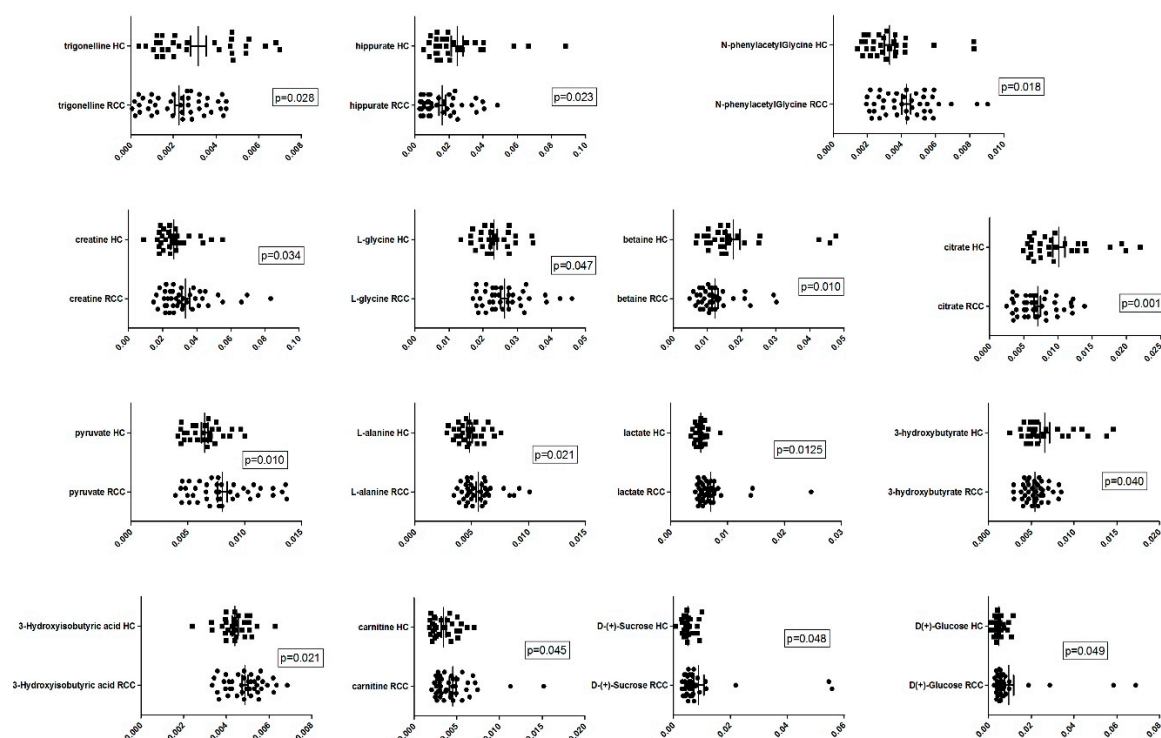 trigonelline HC
trigonelline RCC
p=0.028
0.000 0.002 0.004 0.006 0.008
hippurate HC
hippurate RCC
p=0.023
0.00 0.02 0.04 0.06 0.08 0.10
N-phenylacetylGlycine HC
N-phenylacetylGlycine RCC
p=0.018
0.000 0.002 0.004 0.006 0.008 0.010
creatine HC
creatine RCC
p=0.034
0.00 0.02 0.04 0.06 0.08 0.10
L-glycine HC
L-glycine RCC
p=0.047
0.00 0.01 0.02 0.03 0.04 0.05
betaine HC
betaine RCC
p=0.010
0.00 0.01 0.02 0.03 0.04 0.05
citrate HC
citrate RCC
p=0.001
0.000 0.005 0.010 0.015 0.020 0.025
pyruvate HC
pyruvate RCC
p=0.010
0.000 0.005 0.010 0.015
L-alanine HC
L-alanine RCC
p=0.021
0.000 0.005 0.010 0.015
lactate HC
lactate RCC
p=0.0125
0.00 0.01 0.02 0.03
3-hydroxybutyrate HC
3-hydroxybutyrate RCC
p=0.040
0.000 0.005 0.010 0.015 0.020
3-Hydroxyisobutyric acid HC
3-Hydroxyisobutyric acid RCC
p=0.021
0.000 0.002 0.004 0.006 0.008
carnitine HC
carnitine RCC
p=0.045
0.000 0.005 0.010 0.015 0.020
D-(+)-Sucrose HC
D-(+)-Sucrose RCC
p=0.048
0.00 0.02 0.04 0.06
D(+)-Glucose HC
D(+)-Glucose RCC
p=0.049
0.00 0.02 0.04 0.06 0.08